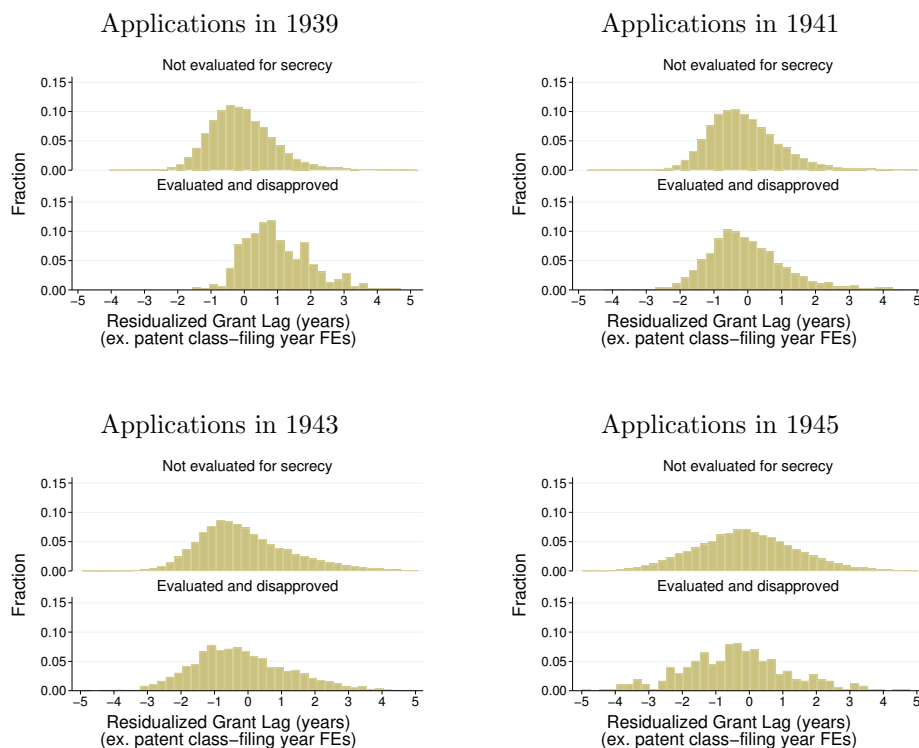 Applications in 1939
Not evaluated for secrecy
0.15
0.10
0.05
0.00
Evaluated and disapproved
0.15
0.10
0.05
0.00
Fraction
−5 −4 −3 −2 −1 0 1 2 3 4 5
Residualized Grant Lag (years)
(ex. patent class−filing year FEs)
Applications in 1941
Not evaluated for secrecy
0.15
0.10
0.05
0.00
Evaluated and disapproved
0.15
0.10
0.05
0.00
Fraction
−5 −4 −3 −2 −1 0 1 2 3 4 5
Residualized Grant Lag (years)
(ex. patent class−filing year FEs)
Applications in 1943
Not evaluated for secrecy
0.15
0.10
0.05
0.00
Evaluated and disapproved
0.15
0.10
0.05
0.00
Fraction
−5 −4 −3 −2 −1 0 1 2 3 4 5
Residualized Grant Lag (years)
(ex. patent class−filing year FEs)
Applications in 1945
Not evaluated for secrecy
0.15
0.10
0.05
0.00
Evaluated and disapproved
0.15
0.10
0.05
0.00
Fraction
−5 −4 −3 −2 −1 0 1 2 3 4 5
Residualized Grant Lag (years)
(ex. patent class−filing year FEs)